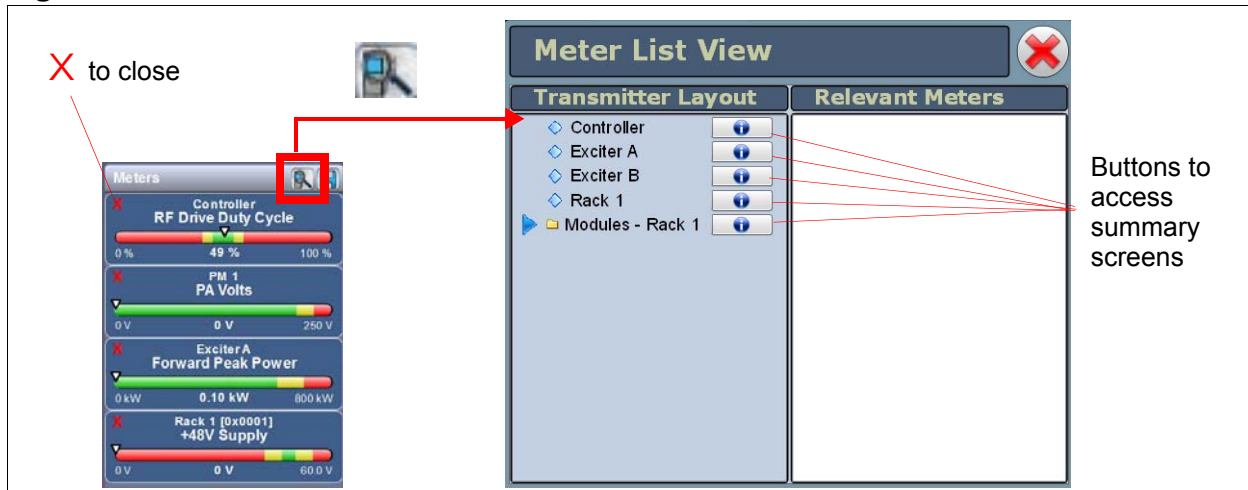 X to close
Meters
X Controller
RF Drive Duty Cycle
0 % 49 % 100 %
X PM 1
PA Volts
0 V 0 V 250 V
X Exciter A
Forward Peak Power
0 kW 0.10 kW 800 kW
X Rack 1 [0x0001]
+48V Supply
0 V 0 V 60.0 V
Meter List View
Transmitter Layout
Controller
Exciter A
Exciter B
Rack 1
Modules - Rack 1
Relevant Meters
Buttons to
access
summary
screens